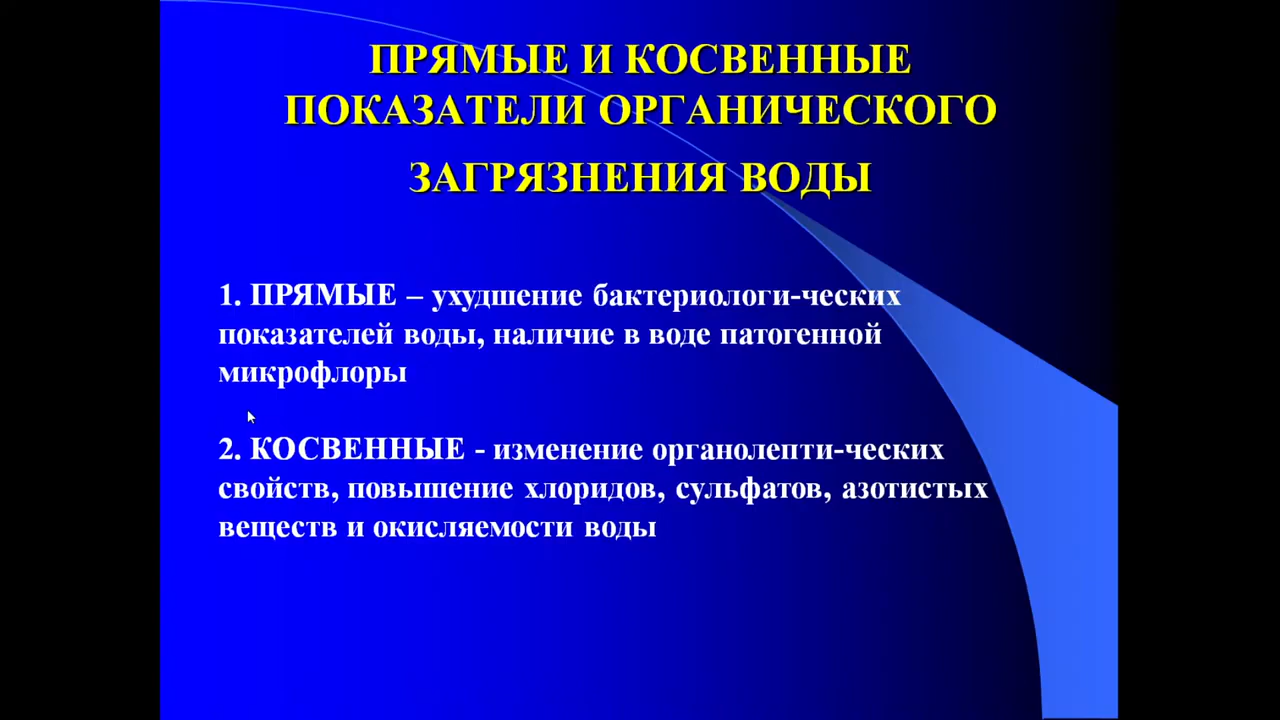 ПРЯМЫЕ И КОСВЕННЫЕ
ПОКАЗАТЕЛИ ОРГАНИЧЕСКОГО
ЗАГРЯЗНЕНИЯ ВОДЫ
1. ПРЯМЫЕ – ухудшение бактериологи-ческих
показателей воды, наличие в воде патогенной
микрофлоры
2. КОСВЕННЫЕ - изменение органолепти-ческих
свойств, повышение хлоридов, сульфатов, азотистых
веществ и окисляемости воды